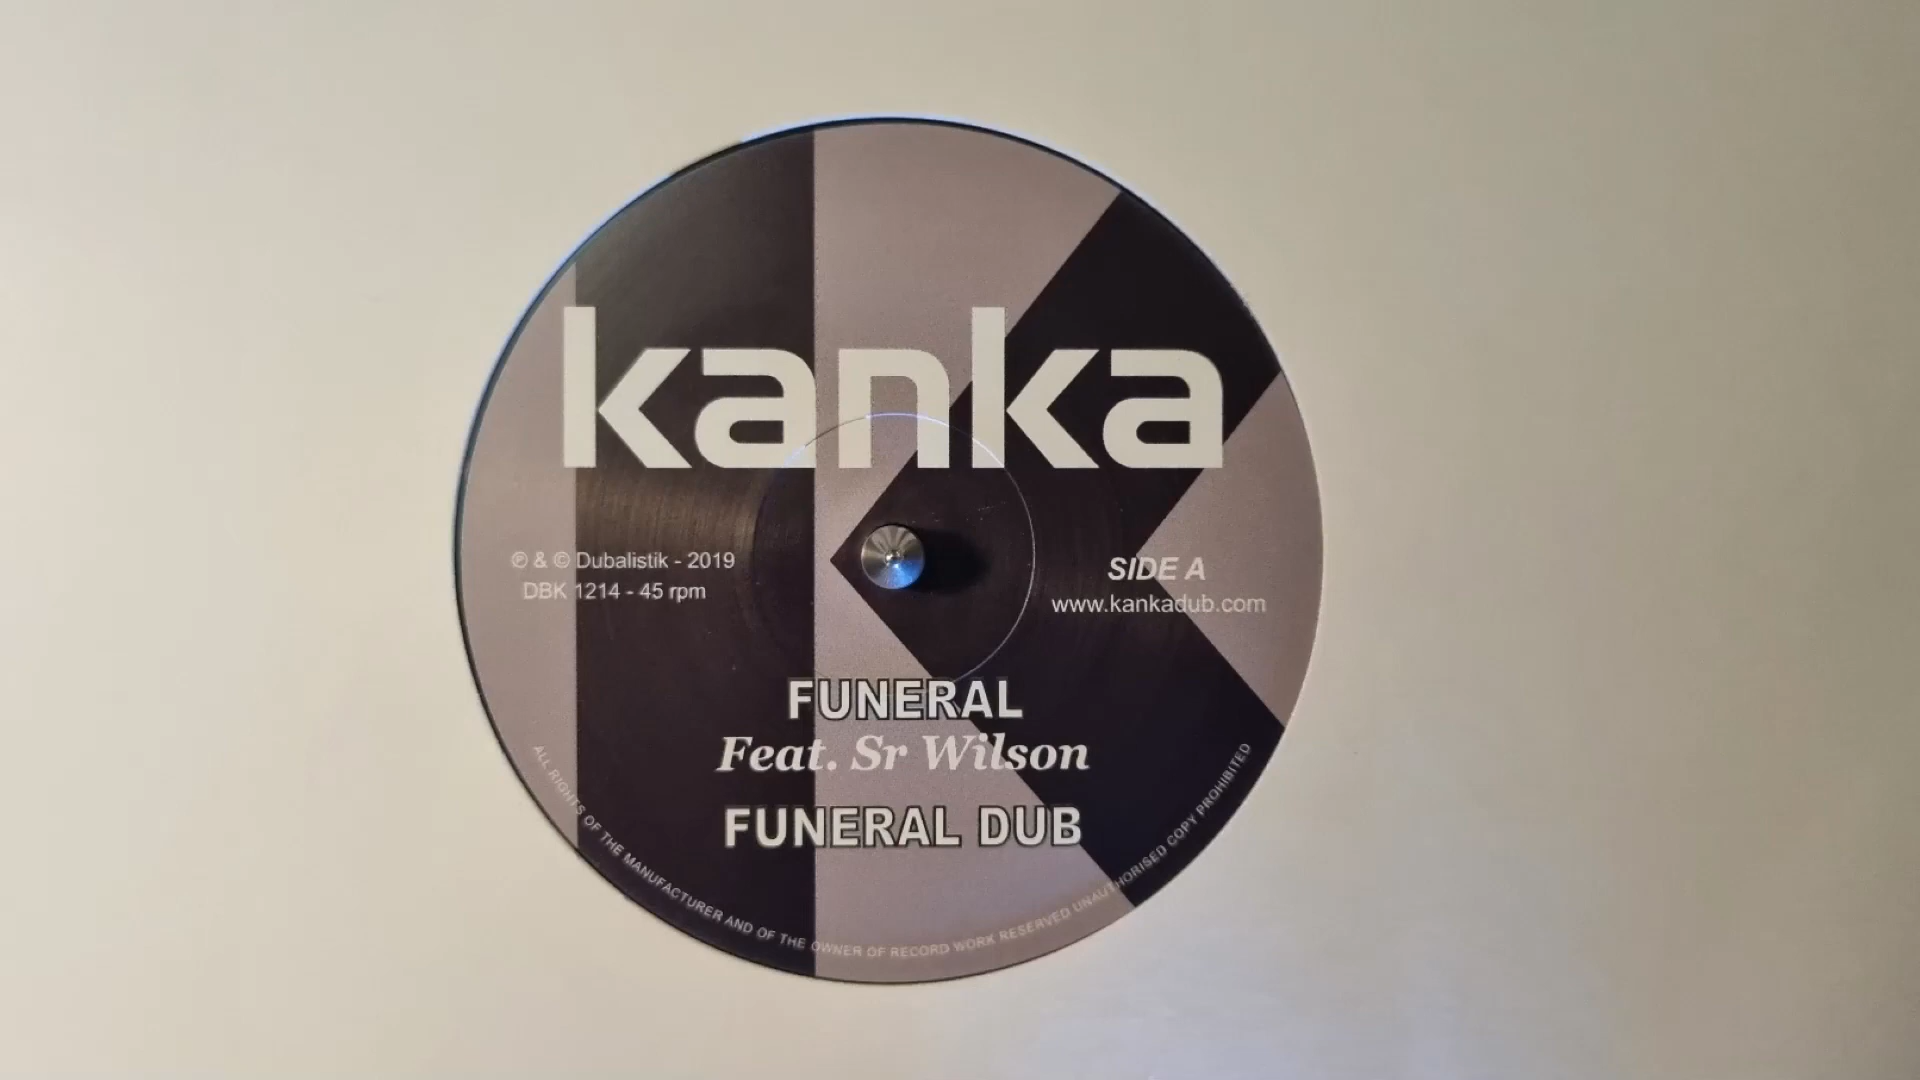 kanka
℗ & © Dubalistik - 2019
DBK 1214 - 45 rpm
SIDE A
www.kankadub.com
FUNERAL
Feat. Sr Wilson
FUNERAL DUB
ALL RIGHTS OF THE MANUFACTURER AND OF THE OWNER OF RECORD WORK RESERVED UNAUTHORISED COPY PROHIBITED